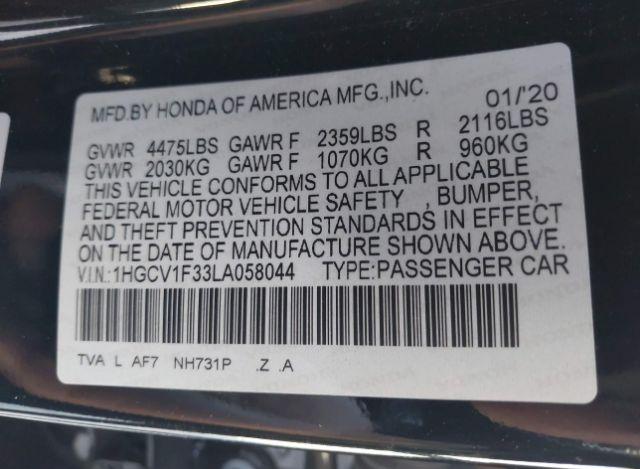 MFD.BY HONDA OF AMERICA MFG.,INC. 01/'20
GVWR 4475LBS GAWR F 2359LBS R 2116LBS
GVWR 2030KG GAWR F 1070KG R 960KG
THIS VEHICLE CONFORMS TO ALL APPLICABLE
FEDERAL MOTOR VEHICLE SAFETY , BUMPER,
AND THEFT PREVENTION STANDARDS IN EFFECT
ON THE DATE OF MANUFACTURE SHOWN ABOVE.
V.I.N.:1HGCV1F33LA058044 TYPE:PASSENGER CAR
TVA L AF7 NH731P .Z .A